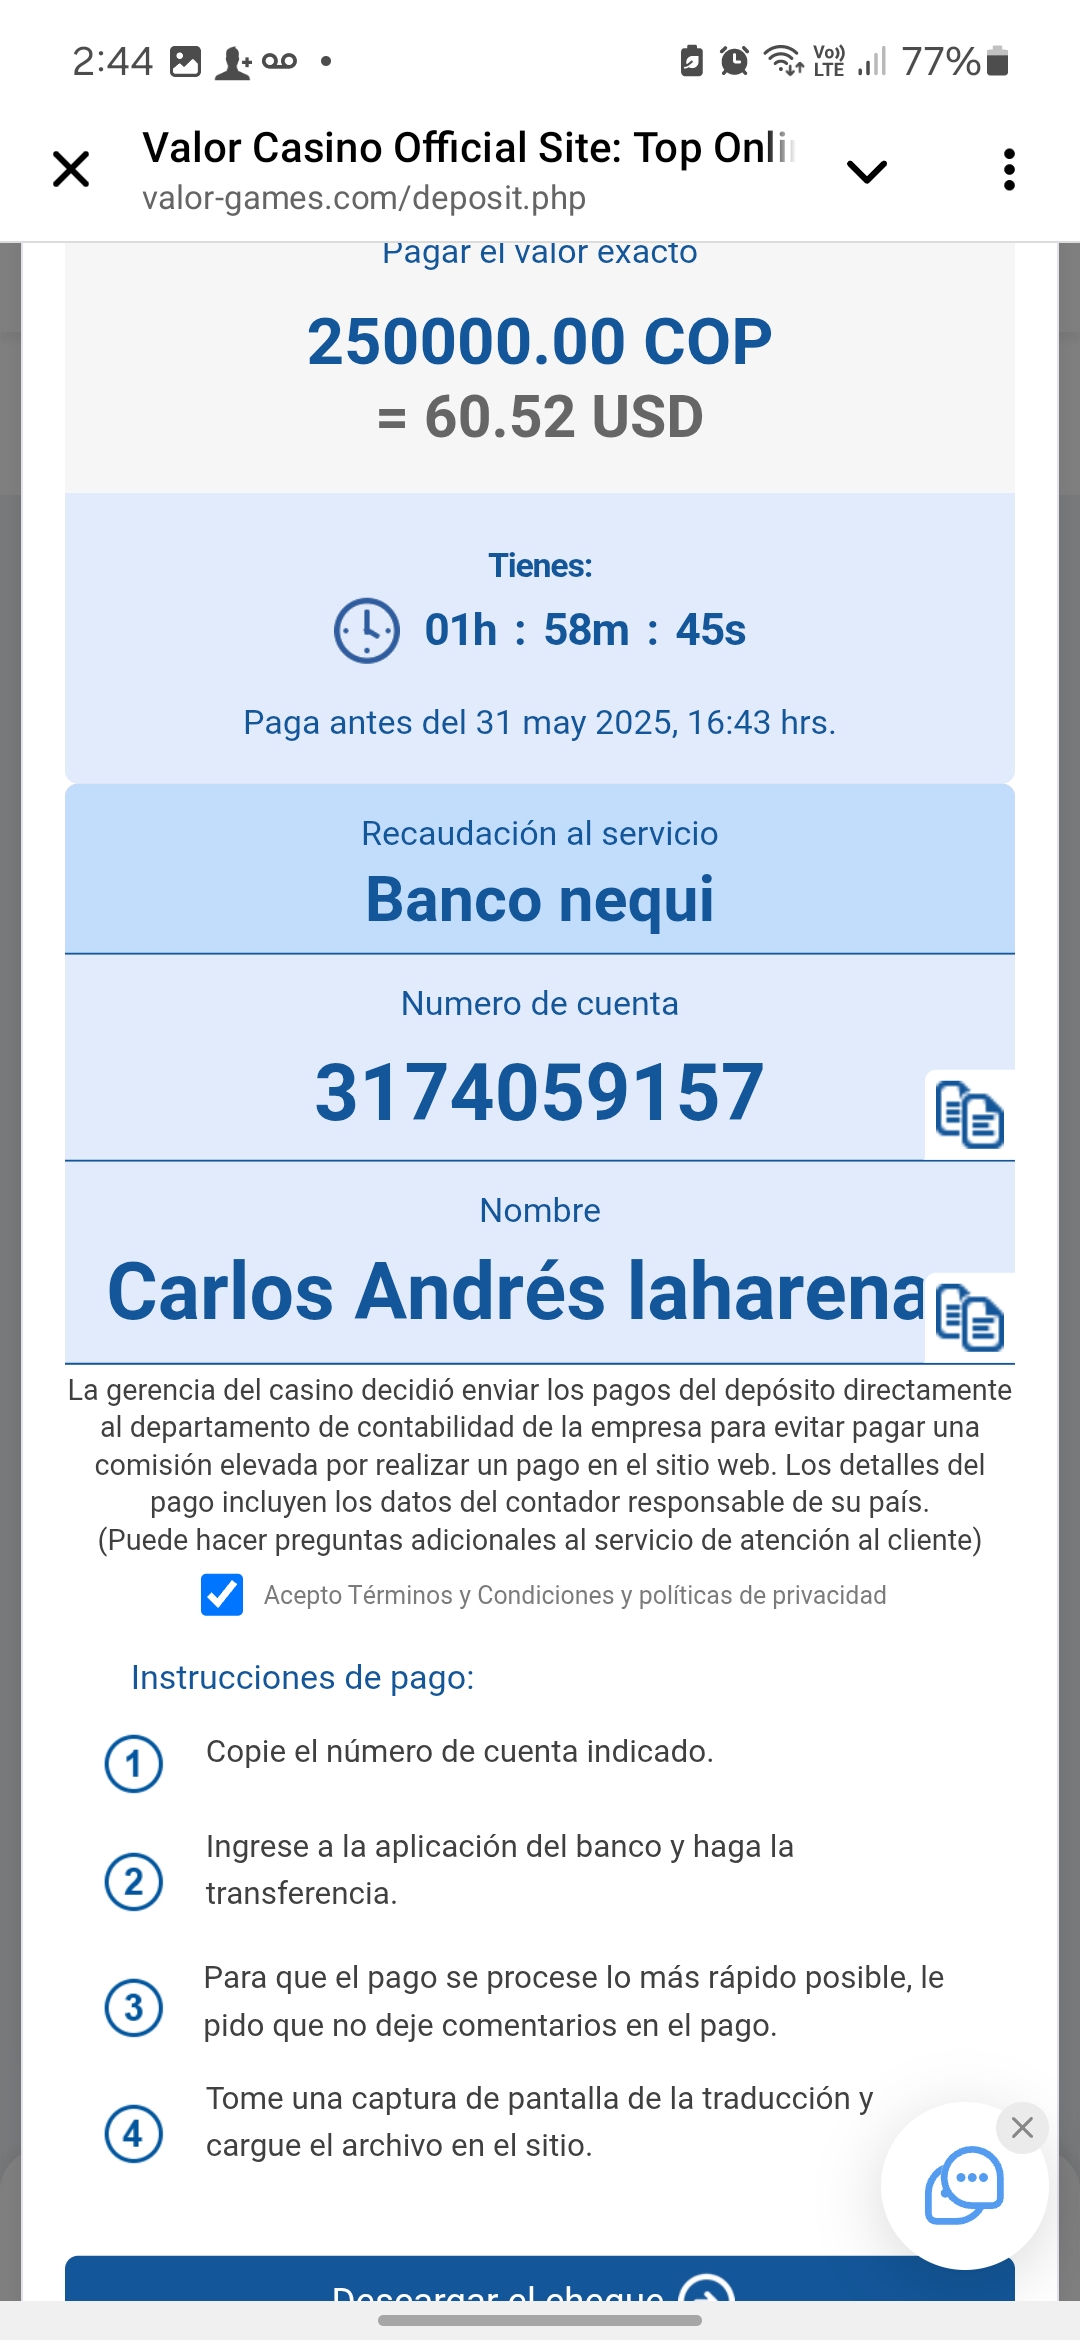 2:44
Vo))
LTE
77%
Valor Casino Official Site: Top Onli
valor-games.com/deposit.php
Pagar el valor exacto
250000.00 COP
= 60.52 USD
Tienes:
01h : 58m : 45s
Paga antes del 31 may 2025, 16:43 hrs.
Recaudación al servicio
Banco nequi
Numero de cuenta
3174059157
Nombre
Carlos Andrés laharena
La gerencia del casino decidió enviar los pagos del depósito directamente
al departamento de contabilidad de la empresa para evitar pagar una
comisión elevada por realizar un pago en el sitio web. Los detalles del
pago incluyen los datos del contador responsable de su país.
(Puede hacer preguntas adicionales al servicio de atención al cliente)
Acepto Términos y Condiciones y políticas de privacidad
Instrucciones de pago:
1
Copie el número de cuenta indicado.
2
Ingrese a la aplicación del banco y haga la
transferencia.
3
Para que el pago se procese lo más rápido posible, le
pido que no deje comentarios en el pago.
4
Tome una captura de pantalla de la traducción y
cargue el archivo en el sitio.
Descargar el cheque